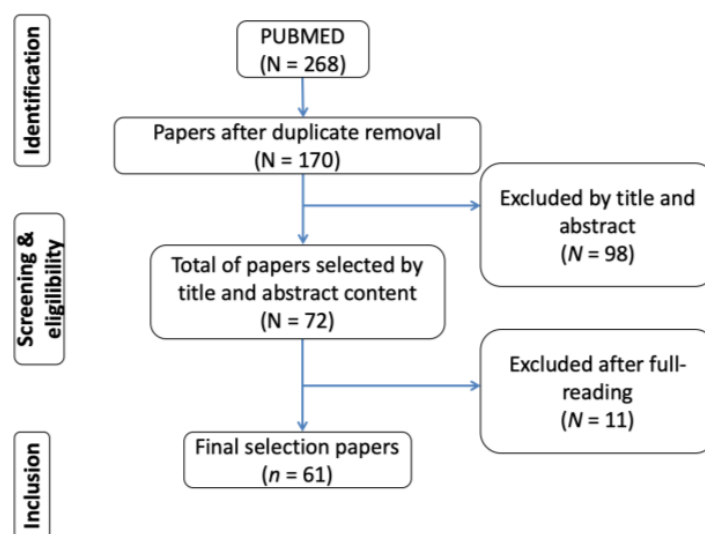 Identification
PUBMED
(N = 268)
Papers after duplicate removal
(N = 170)
Excluded by title and
abstract
(N = 98)
Screening &
eligilibility
Total of papers selected by
title and abstract content
(N = 72)
Excluded after full-
reading
(N = 11)
Inclusion
Final selection papers
(n = 61)